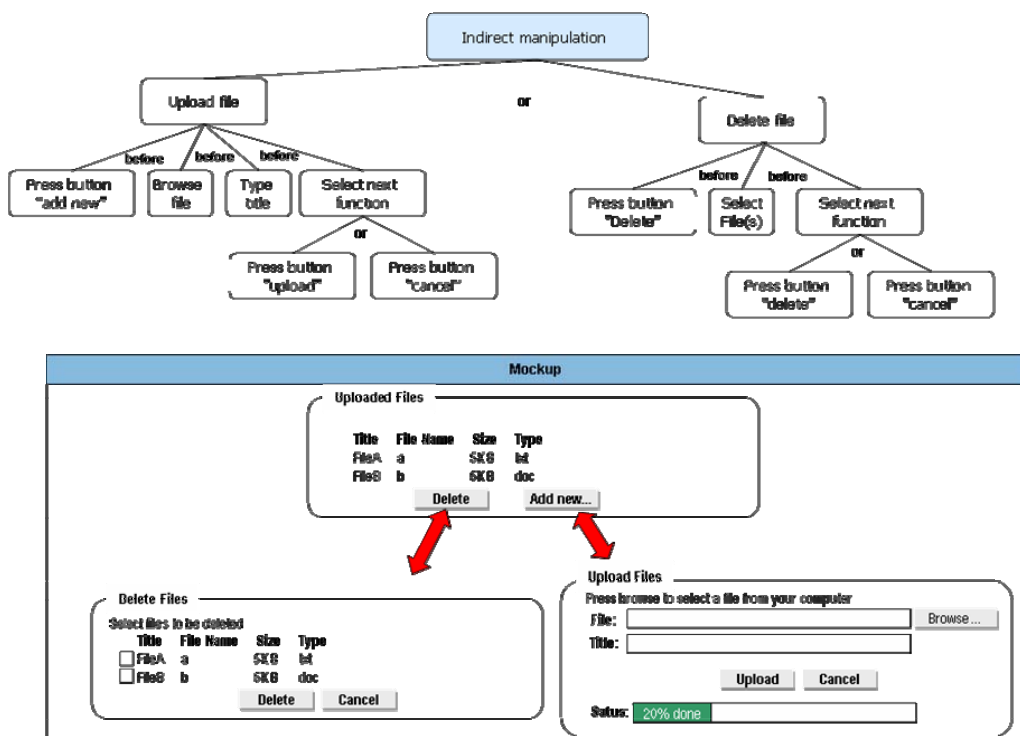 Indirect manipulation
Upload file
or
Delete file
before before before
before before
Press button
"add new"
Browse
file
Type
title
Select next
function
Press button
"Delete"
Select
File(s)
Select next
function
or
or
Press button
"upload"
Press button
"cancel"
Press button
"delete"
Press button
"cancel"
Mockup
Uploaded Files
Title File Name Size Type
FileA a 5KB txt
FileB b 6KB doc
Delete Add new...
Delete Files
Select files to be deleted
Title File Name Size Type
FileA a 5KB txt
FileB b 6KB doc
Delete Cancel
Upload Files
Press browse to select a file from your computer
File: Browse ...
Title:
Upload Cancel
Satus: 20% done